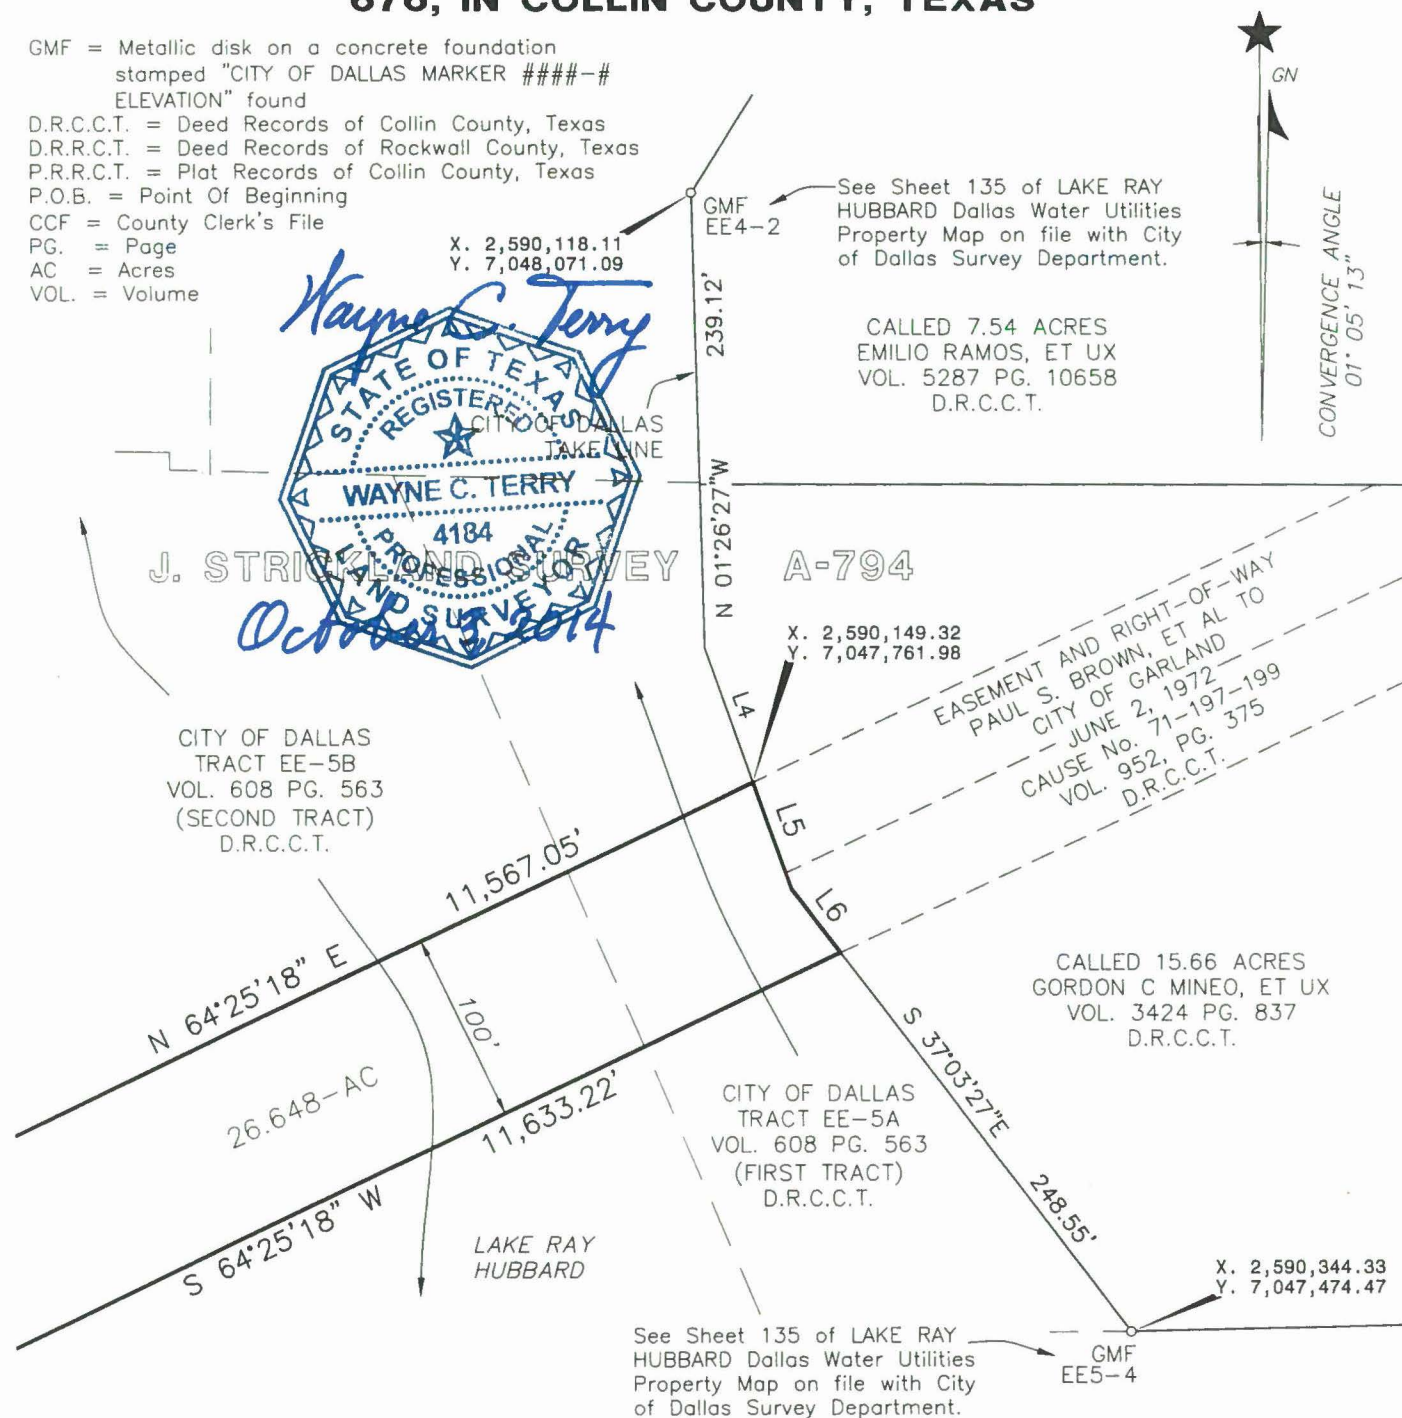 678, IN COLLIN COUNTY, TEXAS
GMF = Metallic disk on a concrete foundation
stamped "CITY OF DALLAS MARKER ####-#
ELEVATION" found
D.R.C.C.T. = Deed Records of Collin County, Texas
D.R.R.C.T. = Deed Records of Rockwall County, Texas
P.R.R.C.T. = Plat Records of Collin County, Texas
P.O.B. = Point Of Beginning
CCF = County Clerk's File
PG. = Page
AC = Acres
VOL. = Volume
GN
CONVERGENCE ANGLE
01° 05' 13"
GMF
EE4-2
See Sheet 135 of LAKE RAY
HUBBARD Dallas Water Utilities
Property Map on file with City
of Dallas Survey Department.
X. 2,590,118.11
Y. 7,048,071.09
239.12'
N 01°26'27"W
CALLED 7.54 ACRES
EMILIO RAMOS, ET UX
VOL. 5287 PG. 10658
D.R.C.C.T.
Wayne C. Terry
STATE OF TEXAS
REGISTERED
WAYNE C. TERRY
4184
PROFESSIONAL
LAND SURVEYOR
October 3, 2014
CITY OF DALLAS
TAKE LINE
J. STRICKLAND SURVEY A-794
X. 2,590,149.32
Y. 7,047,761.98
EASEMENT AND RIGHT-OF-WAY
PAUL S. BROWN, ET AL TO
CITY OF GARLAND
JUNE 2, 1972
CAUSE No. 71-197-199
VOL. 952, PG. 375
D.R.C.C.T.
L4
L5
L6
CITY OF DALLAS
TRACT EE-5B
VOL. 608 PG. 563
(SECOND TRACT)
D.R.C.C.T.
N 64°25'18" E
11,567.05'
100'
26.648-AC
S 64°25'18" W
11,633.22'
CALLED 15.66 ACRES
GORDON C MINEO, ET UX
VOL. 3424 PG. 837
D.R.C.C.T.
S 37°03'27"E
248.55'
CITY OF DALLAS
TRACT EE-5A
VOL. 608 PG. 563
(FIRST TRACT)
D.R.C.C.T.
LAKE RAY
HUBBARD
X. 2,590,344.33
Y. 7,047,474.47
See Sheet 135 of LAKE RAY
HUBBARD Dallas Water Utilities
Property Map on file with City
of Dallas Survey Department.
GMF
EE5-4